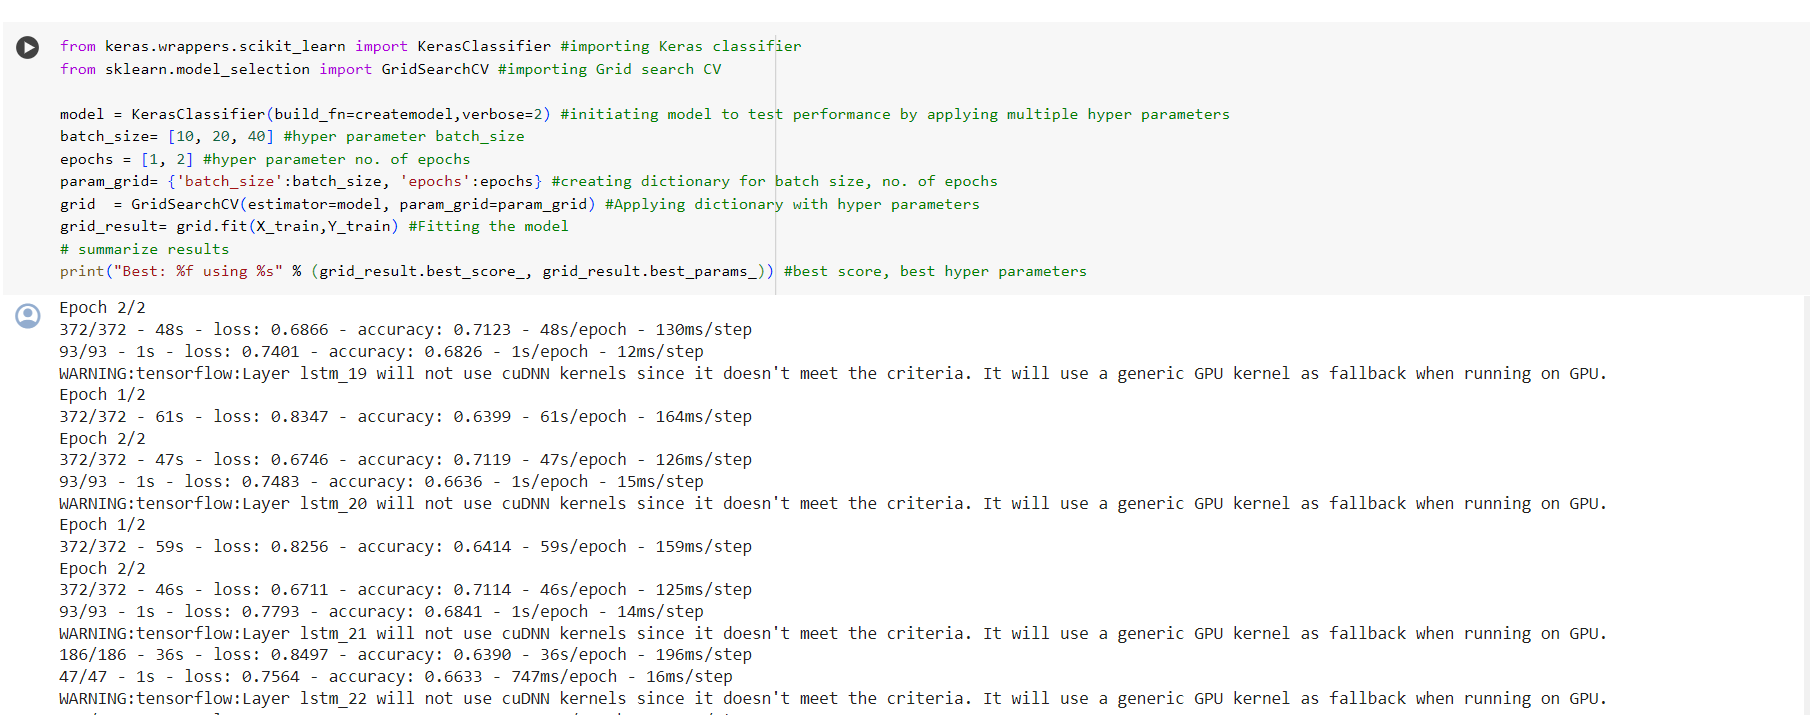 from keras.wrappers.scikit_learn import KerasClassifier #importing Keras classifier
from sklearn.model_selection import GridSearchCV #importing Grid search CV
model = KerasClassifier(build_fn=createmodel,verbose=2) #initiating model to test performance by applying multiple hyper parameters
batch_size= [10, 20, 40] #hyper parameter batch_size
epochs = [1, 2] #hyper parameter no. of epochs
param_grid= {'batch_size':batch_size, 'epochs':epochs} #creating dictionary for batch size, no. of epochs
grid  = GridSearchCV(estimator=model, param_grid=param_grid) #Applying dictionary with hyper parameters
grid_result= grid.fit(X_train,Y_train) #Fitting the model
# summarize results
print("Best: %f using %s" % (grid_result.best_score_, grid_result.best_params_)) #best score, best hyper parameters
Epoch 2/2
372/372 - 48s - loss: 0.6866 - accuracy: 0.7123 - 48s/epoch - 130ms/step
93/93 - 1s - loss: 0.7401 - accuracy: 0.6826 - 1s/epoch - 12ms/step
WARNING:tensorflow:Layer lstm_19 will not use cuDNN kernels since it doesn't meet the criteria. It will use a generic GPU kernel as fallback when running on GPU.
Epoch 1/2
372/372 - 61s - loss: 0.8347 - accuracy: 0.6399 - 61s/epoch - 164ms/step
Epoch 2/2
372/372 - 47s - loss: 0.6746 - accuracy: 0.7119 - 47s/epoch - 126ms/step
93/93 - 1s - loss: 0.7483 - accuracy: 0.6636 - 1s/epoch - 15ms/step
WARNING:tensorflow:Layer lstm_20 will not use cuDNN kernels since it doesn't meet the criteria. It will use a generic GPU kernel as fallback when running on GPU.
Epoch 1/2
372/372 - 59s - loss: 0.8256 - accuracy: 0.6414 - 59s/epoch - 159ms/step
Epoch 2/2
372/372 - 46s - loss: 0.6711 - accuracy: 0.7114 - 46s/epoch - 125ms/step
93/93 - 1s - loss: 0.7793 - accuracy: 0.6841 - 1s/epoch - 14ms/step
WARNING:tensorflow:Layer lstm_21 will not use cuDNN kernels since it doesn't meet the criteria. It will use a generic GPU kernel as fallback when running on GPU.
186/186 - 36s - loss: 0.8497 - accuracy: 0.6390 - 36s/epoch - 196ms/step
47/47 - 1s - loss: 0.7564 - accuracy: 0.6633 - 747ms/epoch - 16ms/step
WARNING:tensorflow:Layer lstm_22 will not use cuDNN kernels since it doesn't meet the criteria. It will use a generic GPU kernel as fallback when running on GPU.